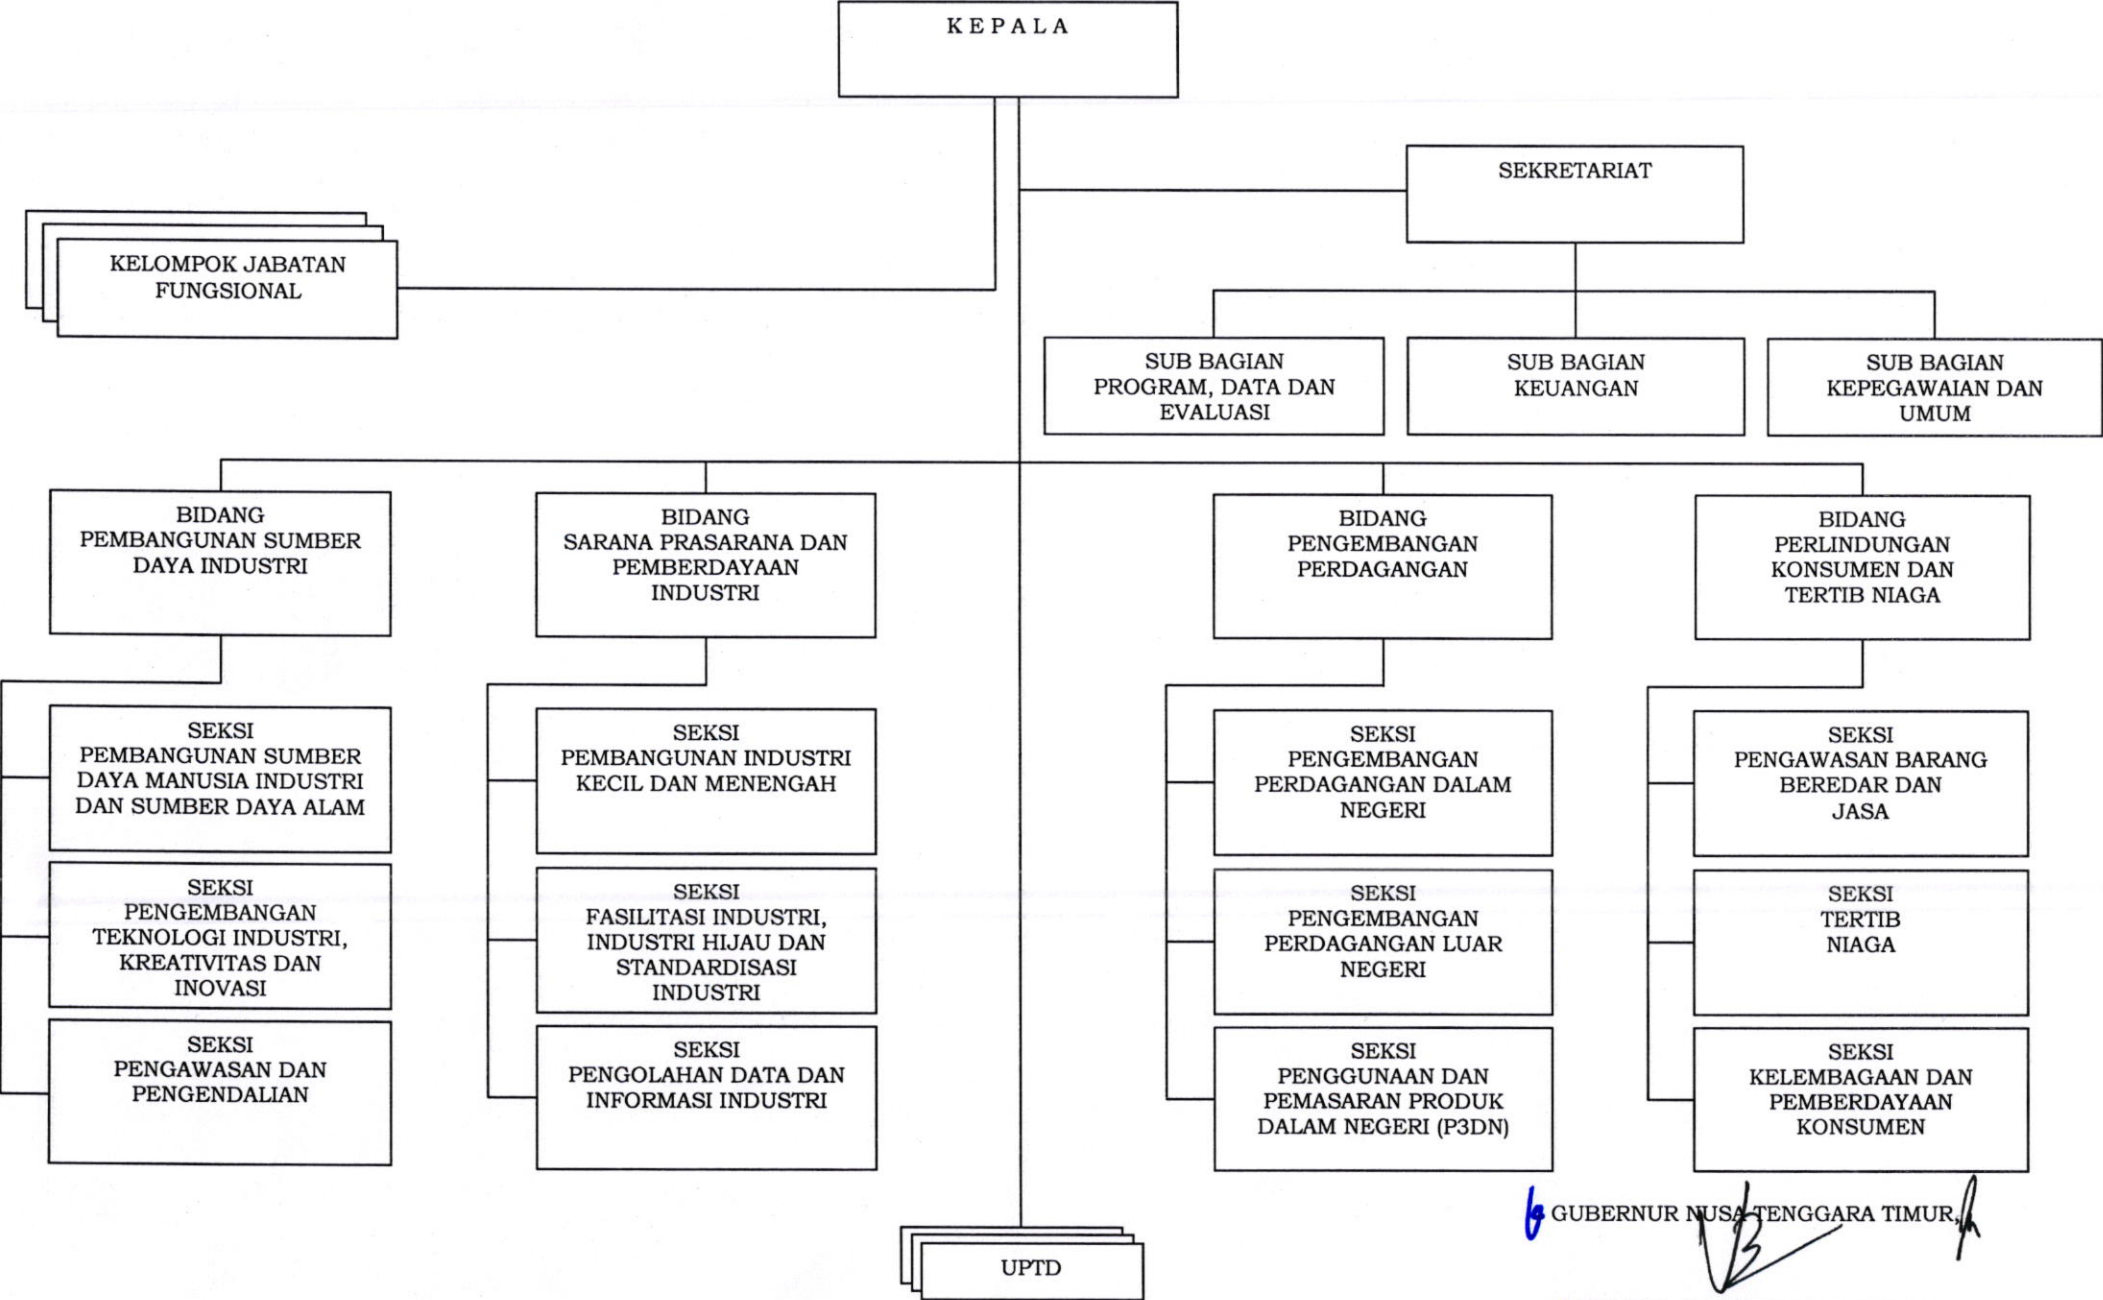 K E P A L A
SEKRETARIAT
KELOMPOK JABATAN
FUNGSIONAL
SUB BAGIAN
PROGRAM, DATA DAN
EVALUASI
SUB BAGIAN
KEUANGAN
SUB BAGIAN
KEPEGAWAIAN DAN
UMUM
BIDANG
PEMBANGUNAN SUMBER
DAYA INDUSTRI
BIDANG
SARANA PRASARANA DAN
PEMBERDAYAAN
INDUSTRI
BIDANG
PENGEMBANGAN
PERDAGANGAN
BIDANG
PERLINDUNGAN
KONSUMEN DAN
TERTIB NIAGA
SEKSI
PEMBANGUNAN SUMBER
DAYA MANUSIA INDUSTRI
DAN SUMBER DAYA ALAM
SEKSI
PEMBANGUNAN INDUSTRI
KECIL DAN MENENGAH
SEKSI
PENGEMBANGAN
PERDAGANGAN DALAM
NEGERI
SEKSI
PENGAWASAN BARANG
BEREDAR DAN
JASA
SEKSI
PENGEMBANGAN
TEKNOLOGI INDUSTRI,
KREATIVITAS DAN
INOVASI
SEKSI
FASILITASI INDUSTRI,
INDUSTRI HIJAU DAN
STANDARDISASI
INDUSTRI
SEKSI
PENGEMBANGAN
PERDAGANGAN LUAR
NEGERI
SEKSI
TERTIB
NIAGA
SEKSI
PENGAWASAN DAN
PENGENDALIAN
SEKSI
PENGOLAHAN DATA DAN
INFORMASI INDUSTRI
SEKSI
PENGGUNAAN DAN
PEMASARAN PRODUK
DALAM NEGERI (P3DN)
SEKSI
KELEMBAGAAN DAN
PEMBERDAYAAN
KONSUMEN
GUBERNUR NUSA TENGGARA TIMUR,
UPTD